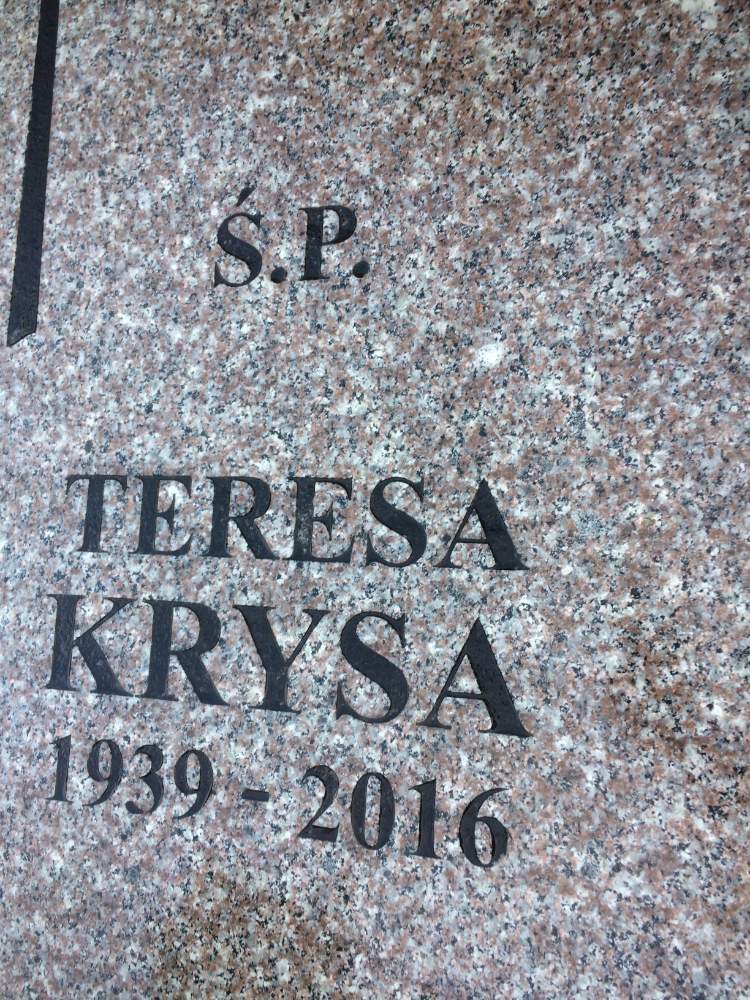 Ś.P.
TERESA
KRYSA
1939 - 2016